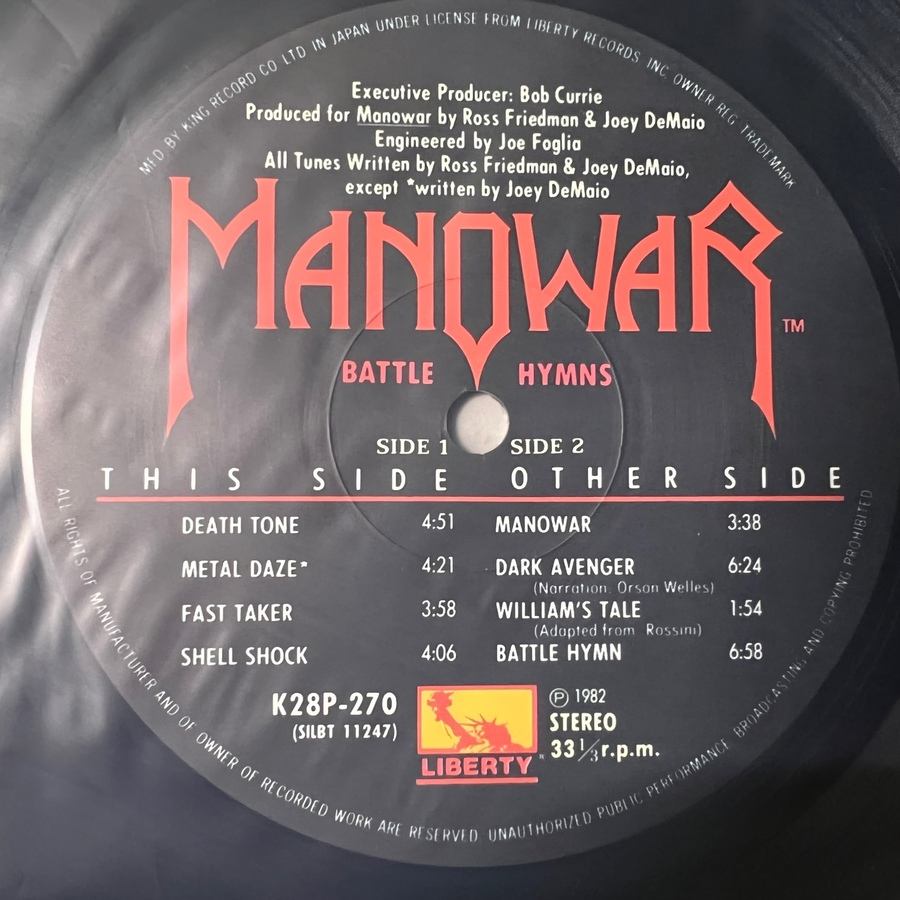 MFD. BY KING RECORD CO LTD IN JAPAN UNDER LICENSE FROM LIBERTY RECORDS INC. OWNER REG. TRADEMARK
Executive Producer: Bob Currie
Produced for Manowar by Ross Friedman & Joey DeMaio
Engineered by Joe Foglia
All Tunes Written by Ross Friedman & Joey DeMaio,
except *written by Joey DeMaio
MANOWAR TM
BATTLE HYMNS
SIDE 1 SIDE 2
THIS SIDE OTHER SIDE
DEATH TONE 4:51 MANOWAR 3:38
METAL DAZE* 4:21 DARK AVENGER 6:24
(Narration: Orson Welles)
FAST TAKER 3:58 WILLIAM'S TALE 1:54
(Adapted from Rossini)
SHELL SHOCK 4:06 BATTLE HYMN 6:58
K28P-270 Ⓟ 1982
(SILBT 11247) STEREO
LIBERTY 33 1/3 r.p.m.
ALL RIGHTS OF MANUFACTURER AND OF OWNER OF RECORDED WORK ARE RESERVED. UNAUTHORIZED PUBLIC PERFORMANCE BROADCASTING AND COPYING PROHIBITED